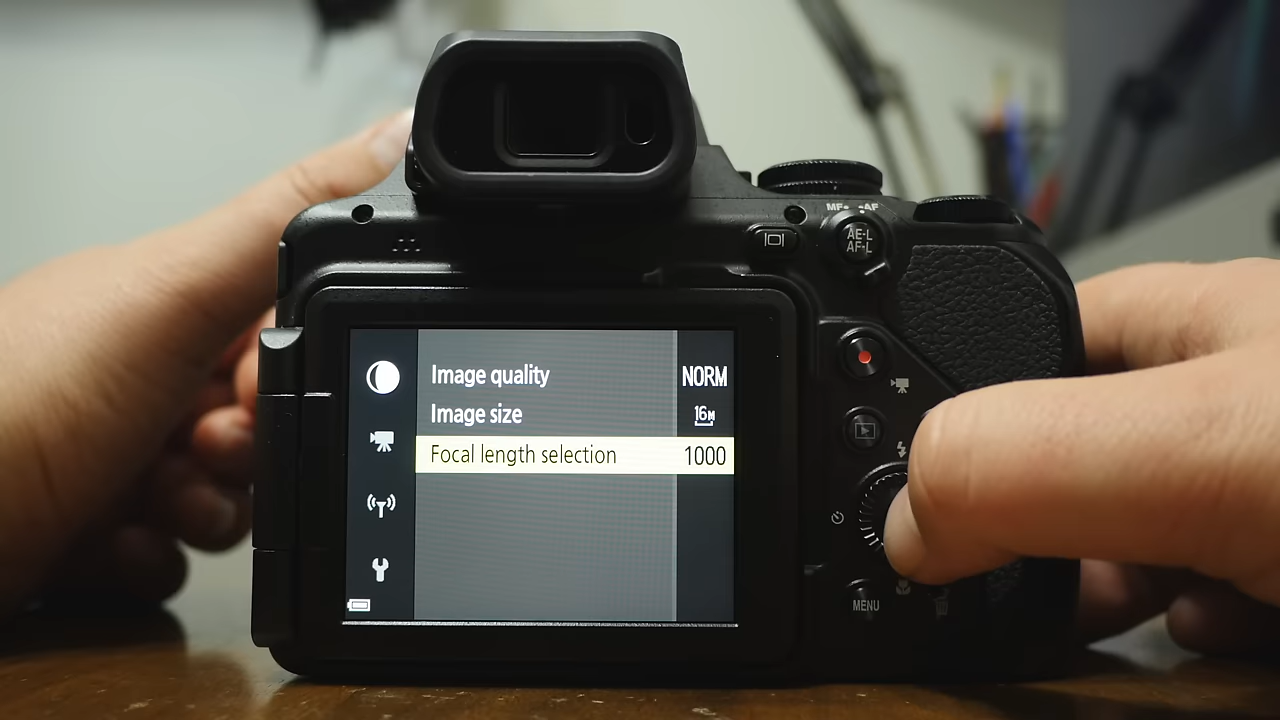 MF AF
AE-L
AF-L
Image quality NORM
Image size 16M
Focal length selection 1000
MENU